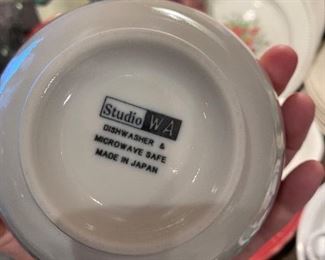 Studio WA
DISHWASHER &
MICROWAVE SAFE
MADE IN JAPAN